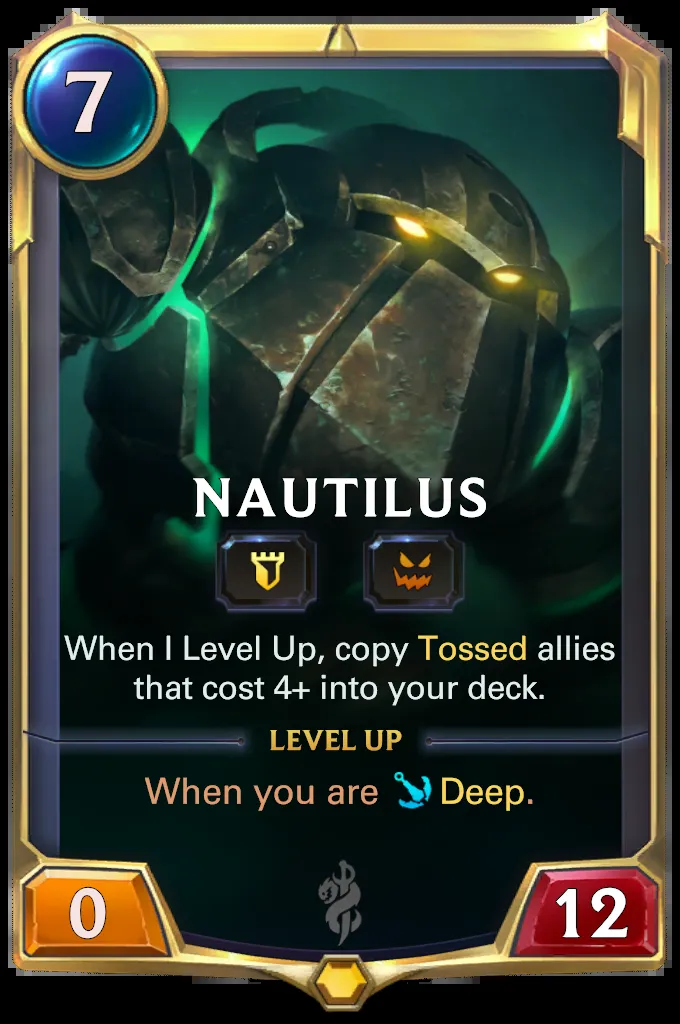 7
NAUTILUS
When I Level Up, copy Tossed allies
that cost 4+ into your deck.
LEVEL UP
When you are Deep.
0
12